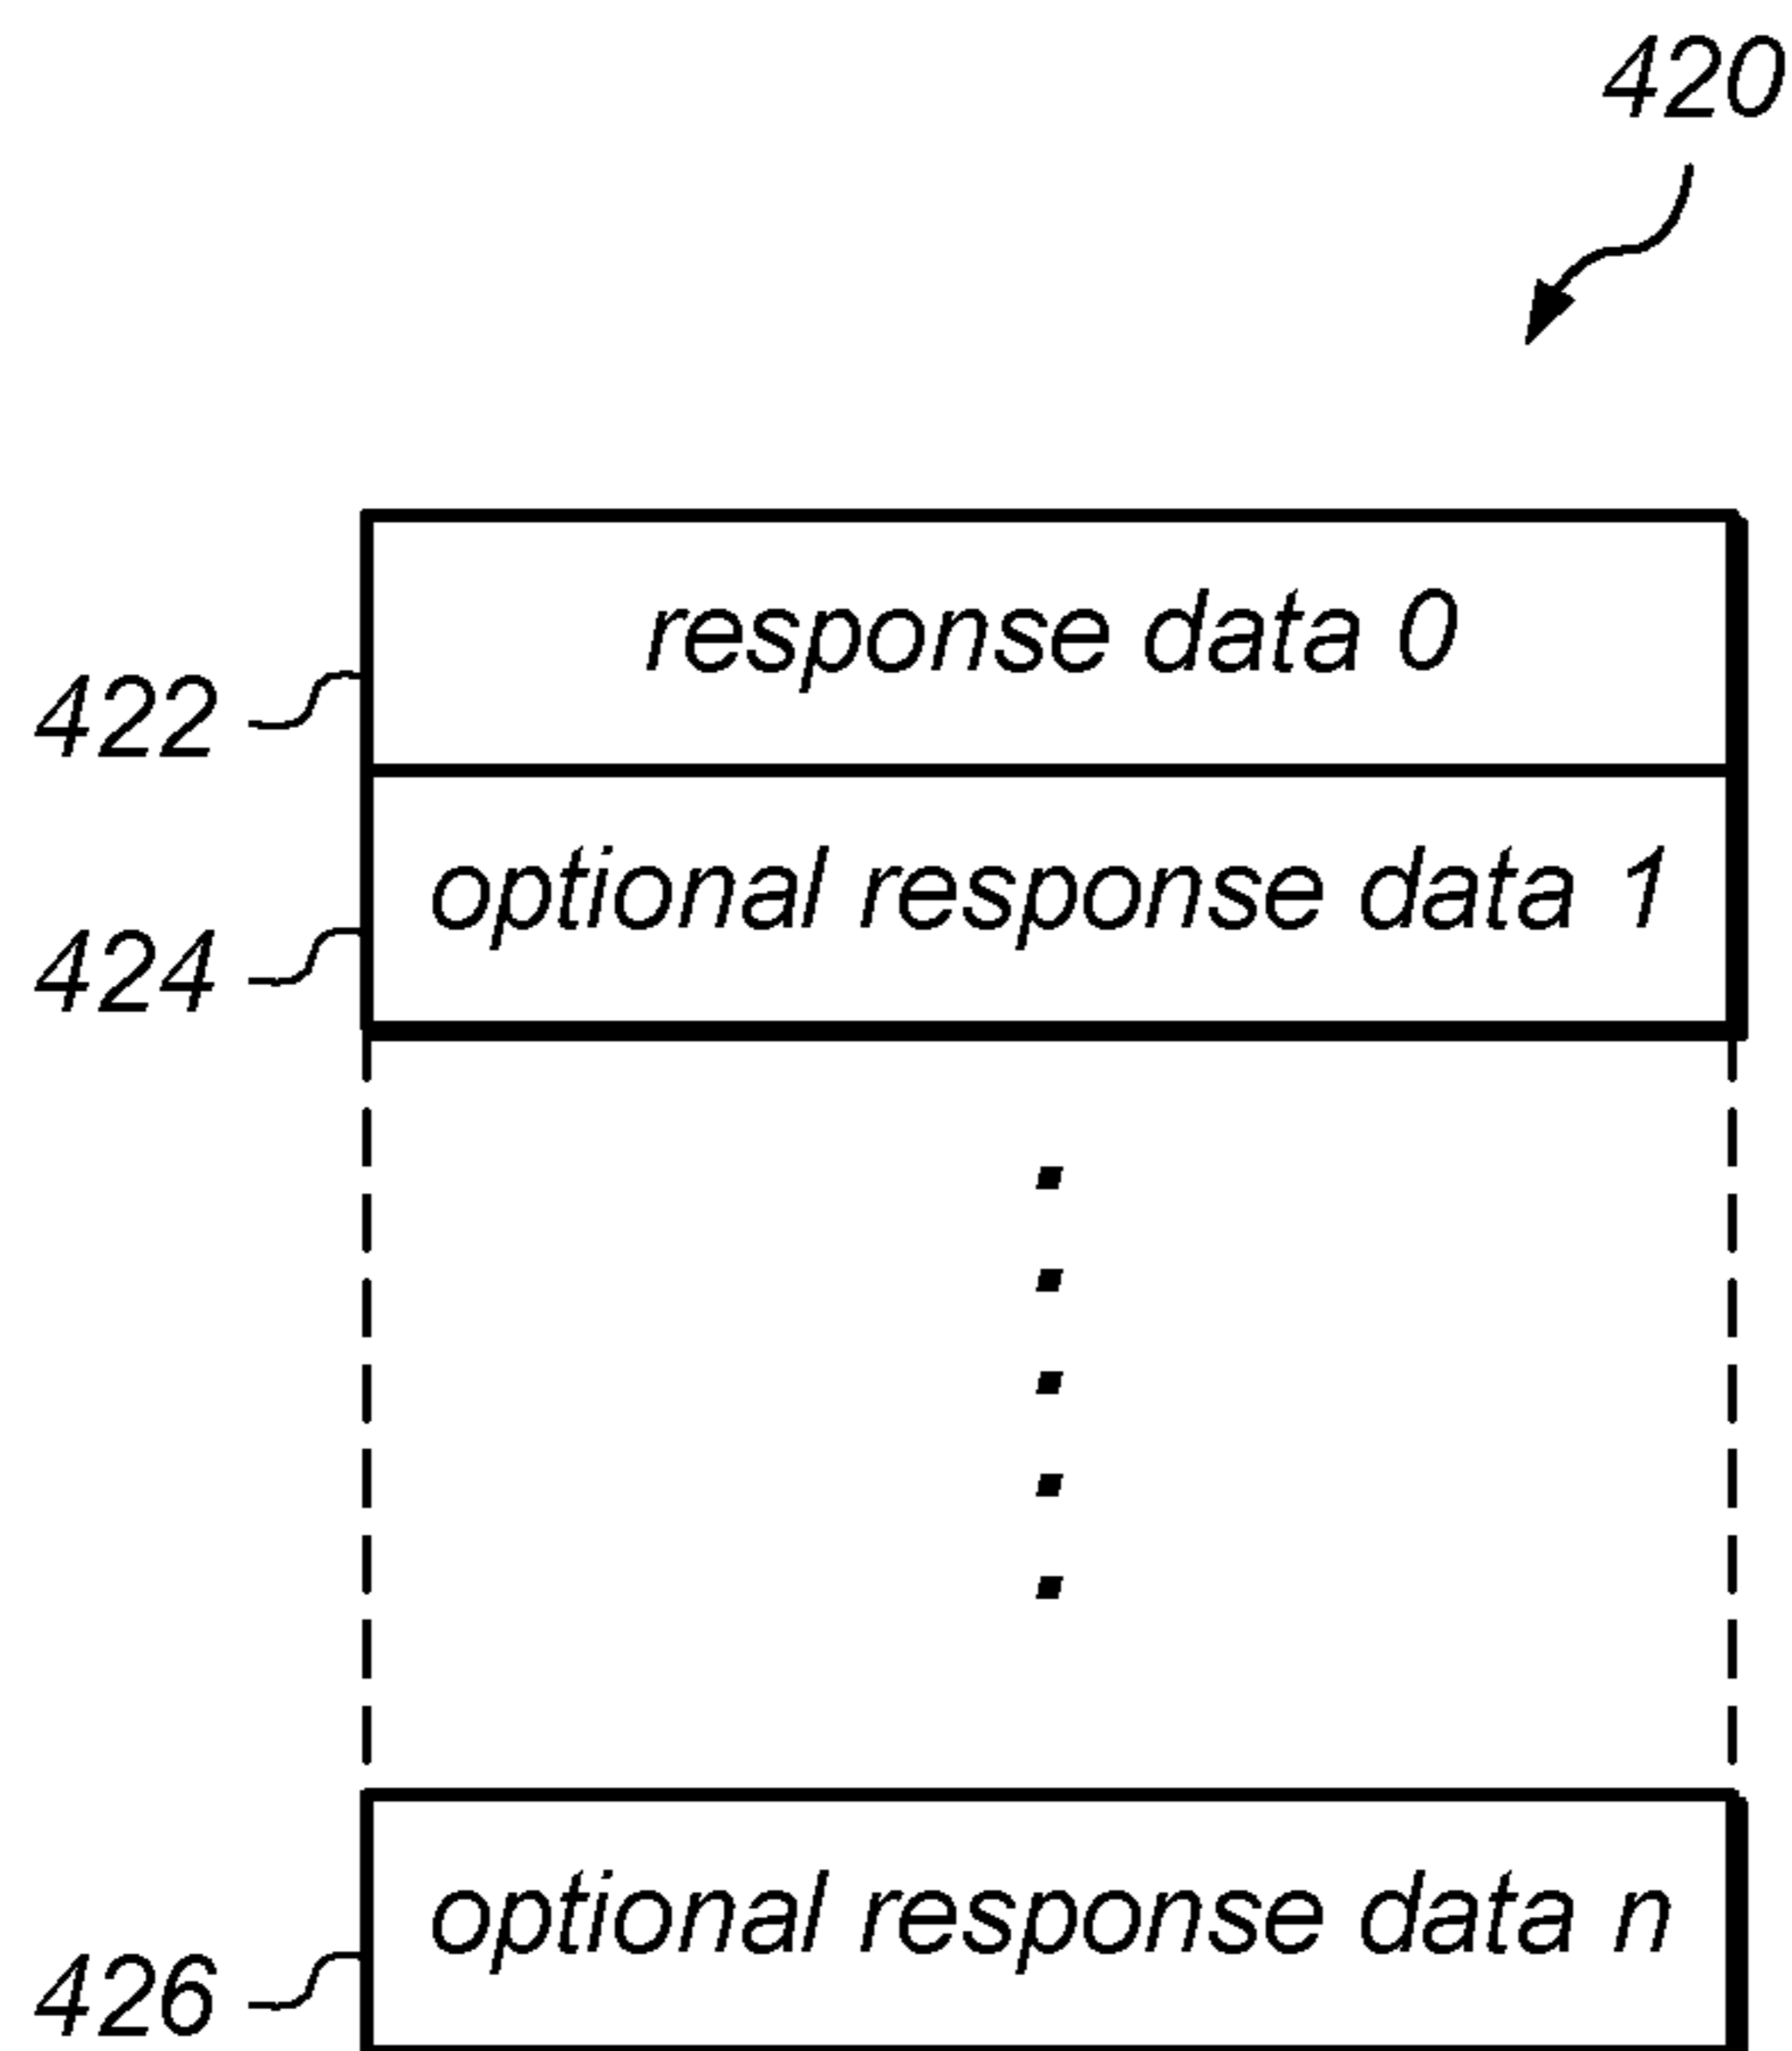 420
response data 0
422
optional response data 1
424
optional response data n
426